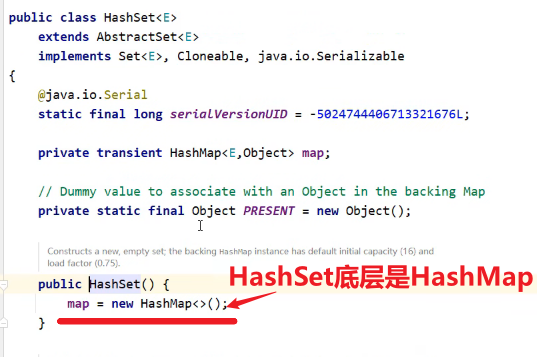 public class HashSet<E>
extends AbstractSet<E>
implements Set<E>, Cloneable, java.io.Serializable
{
@java.io.Serial
static final long serialVersionUID = -5024744406713321676L;
private transient HashMap<E,Object> map;
// Dummy value to associate with an Object in the backing Map
private static final Object PRESENT = new Object();
Constructs a new, empty set; the backing HashMap instance has default initial capacity (16) and
load factor (0.75).
public HashSet() {
HashSet底层是HashMap
map = new HashMap<>();
}